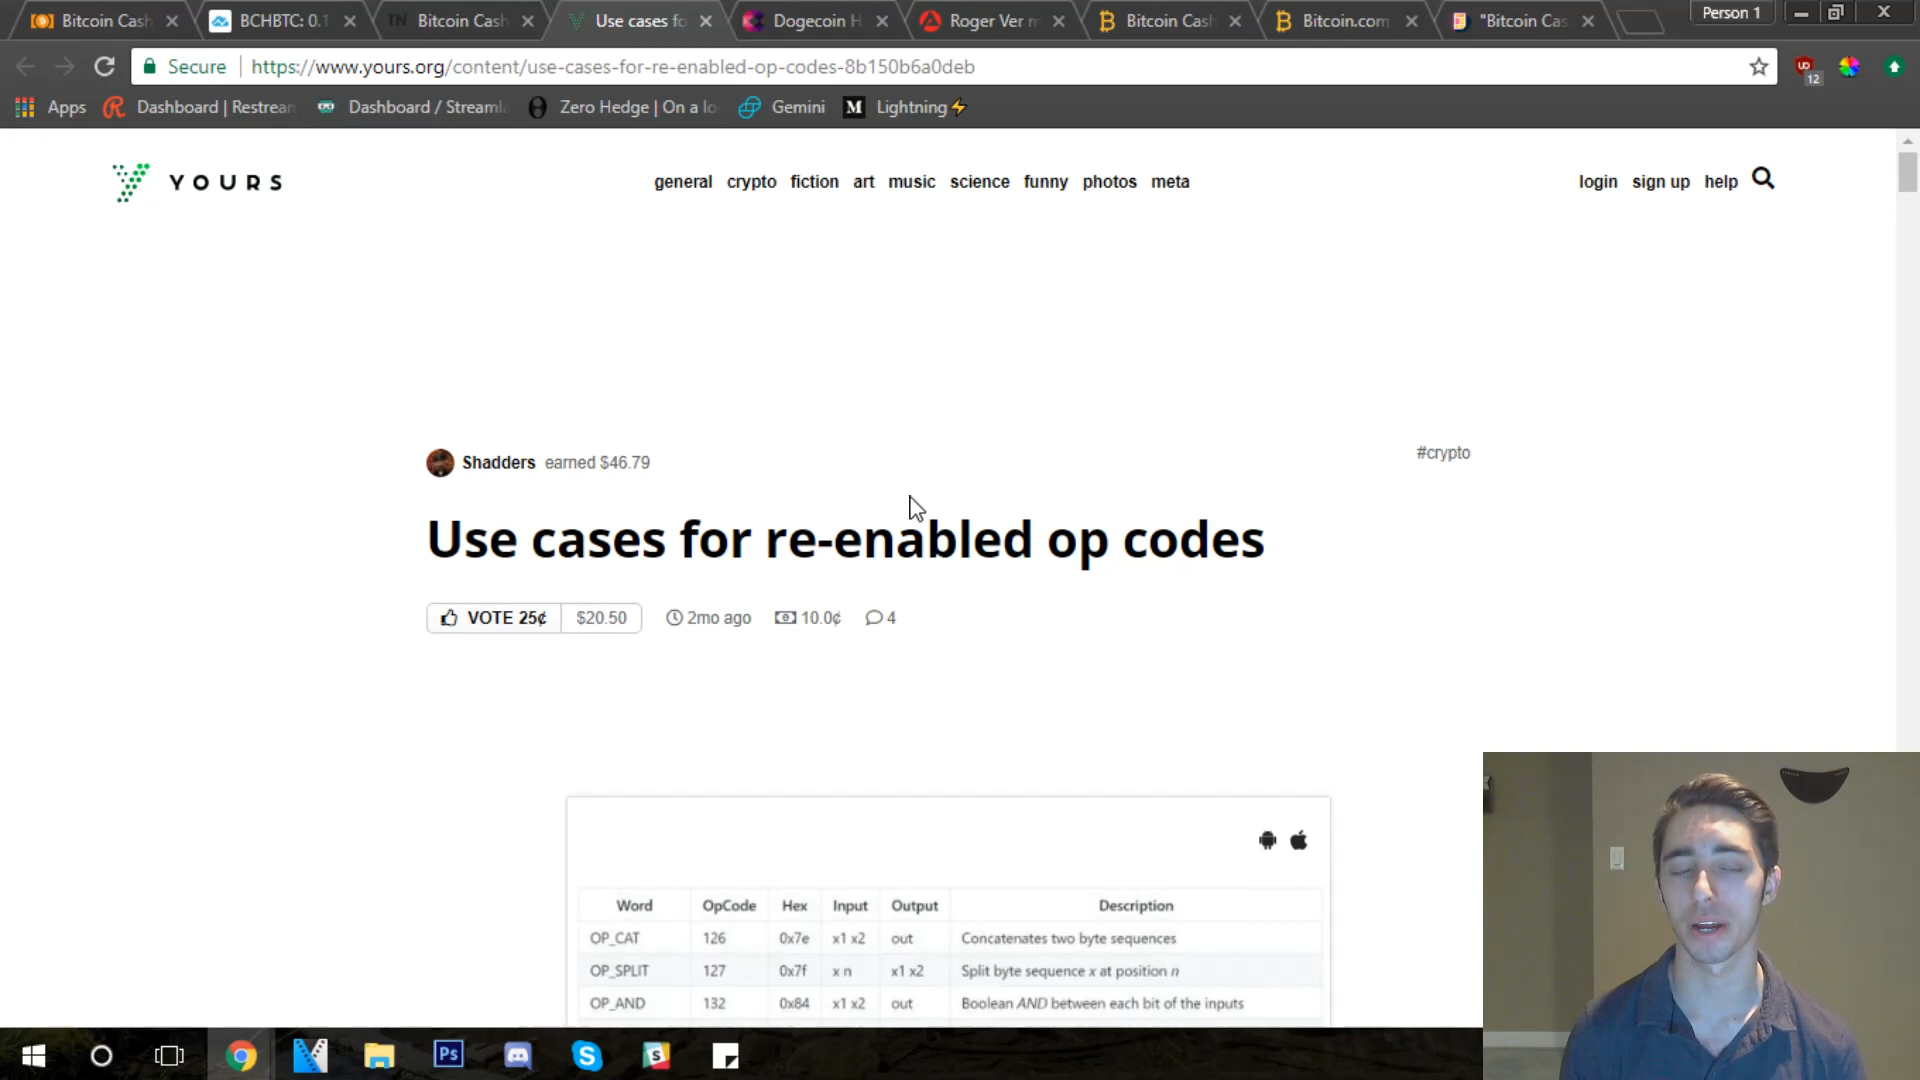 Bitcoin Cash
BCHBTC: 0.1
TN Bitcoin Cash
Use cases fo
Dogecoin H
Roger Ver m
Bitcoin Cash
Bitcoin.com
"Bitcoin Cas
Person 1
Secure https://www.yours.org/content/use-cases-for-re-enabled-op-codes-8b150b6a0deb
12
Apps Dashboard | Restrean Dashboard / Streamla Zero Hedge | On a lo Gemini M Lightning⚡
YOURS
general crypto fiction art music science funny photos meta
login sign up help
Shadders earned $46.79
#crypto
Use cases for re-enabled op codes
VOTE 25¢ $20.50 2mo ago 10.0¢ 4
Word OpCode Hex Input Output Description
OP_CAT 126 0x7e x1 x2 out Concatenates two byte sequences
OP_SPLIT 127 0x7f x n x1 x2 Split byte sequence x at position n
OP_AND 132 0x84 x1 x2 out Boolean AND between each bit of the inputs
Ps